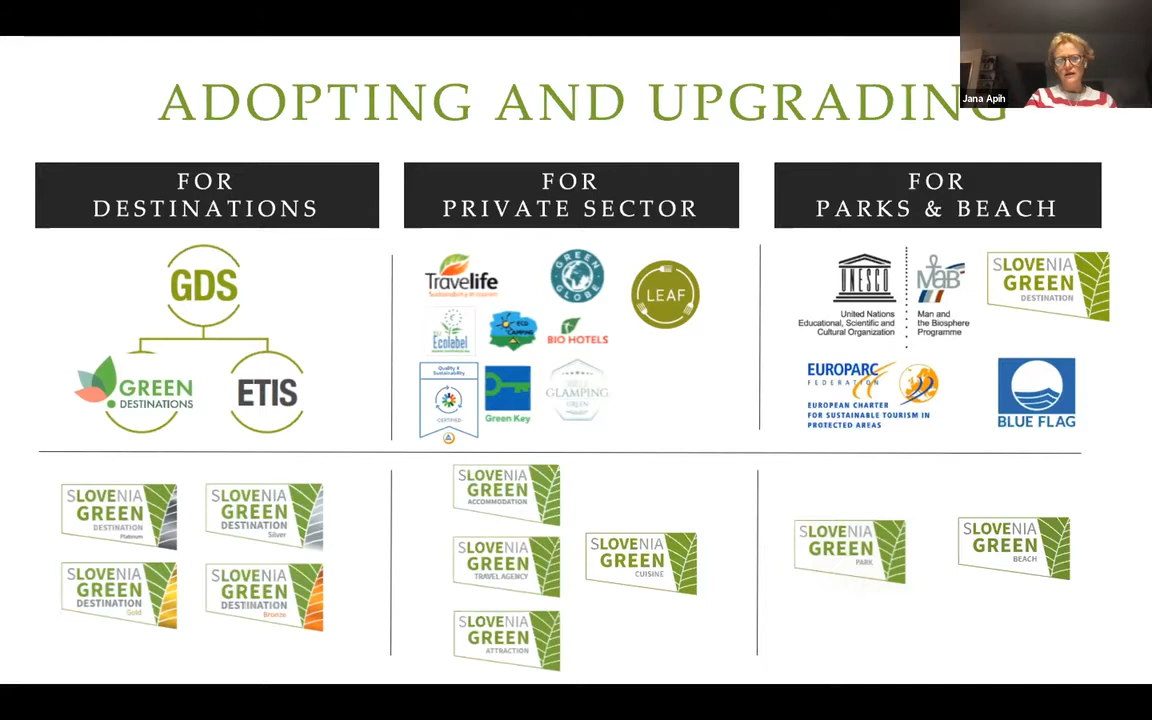 ADOPTING AND UPGRADING
Jana Apih
FOR
DESTINATIONS
GDS
GREEN
DESTINATIONS
ETIS
FOR
PRIVATE SECTOR
Travelife
Sustainability in tourism
GREEN GLOBE
LEAF
Ecolabel
ECO
CAMPING
BIO HOTELS
Quality &
Sustainability
CERTIFIED
Green Key
GLAMPING
GREEN
FOR
PARKS & BEACH
UNESCO
United Nations
Educational, Scientific and
Cultural Organization
MAB
Man and
the Biosphere
Programme
SLOVENIA
GREEN
DESTINATION
EUROPARC
FEDERATION
EUROPEAN CHARTER
FOR SUSTAINABLE TOURISM IN
PROTECTED AREAS
BLUE FLAG
SLOVENIA
GREEN
DESTINATION
Platinum
SLOVENIA
GREEN
DESTINATION
Silver
SLOVENIA
GREEN
DESTINATION
Gold
SLOVENIA
GREEN
DESTINATION
Bronze
SLOVENIA
GREEN
ACCOMMODATION
SLOVENIA
GREEN
TRAVEL AGENCY
SLOVENIA
GREEN
ATTRACTION
SLOVENIA
GREEN
CUISINE
SLOVENIA
GREEN
PARK
SLOVENIA
GREEN
BEACH